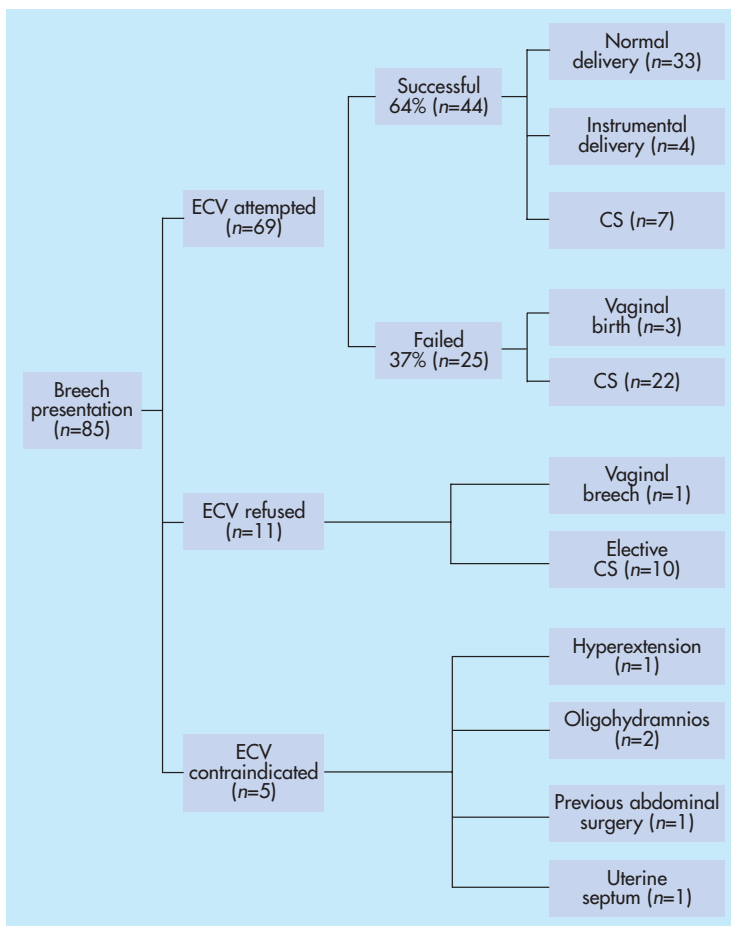 Breech
presentation
(n=85)
ECV attempted
(n=69)
Successful
64% (n=44)
Normal
delivery (n=33)
Instrumental
delivery (n=4)
CS (n=7)
Failed
37% (n=25)
Vaginal
birth (n=3)
CS (n=22)
ECV refused
(n=11)
Vaginal
breech (n=1)
Elective
CS (n=10)
ECV
contraindicated
(n=5)
Hyperextension
(n=1)
Oligohydramnios
(n=2)
Previous abdominal
surgery (n=1)
Uterine
septum (n=1)